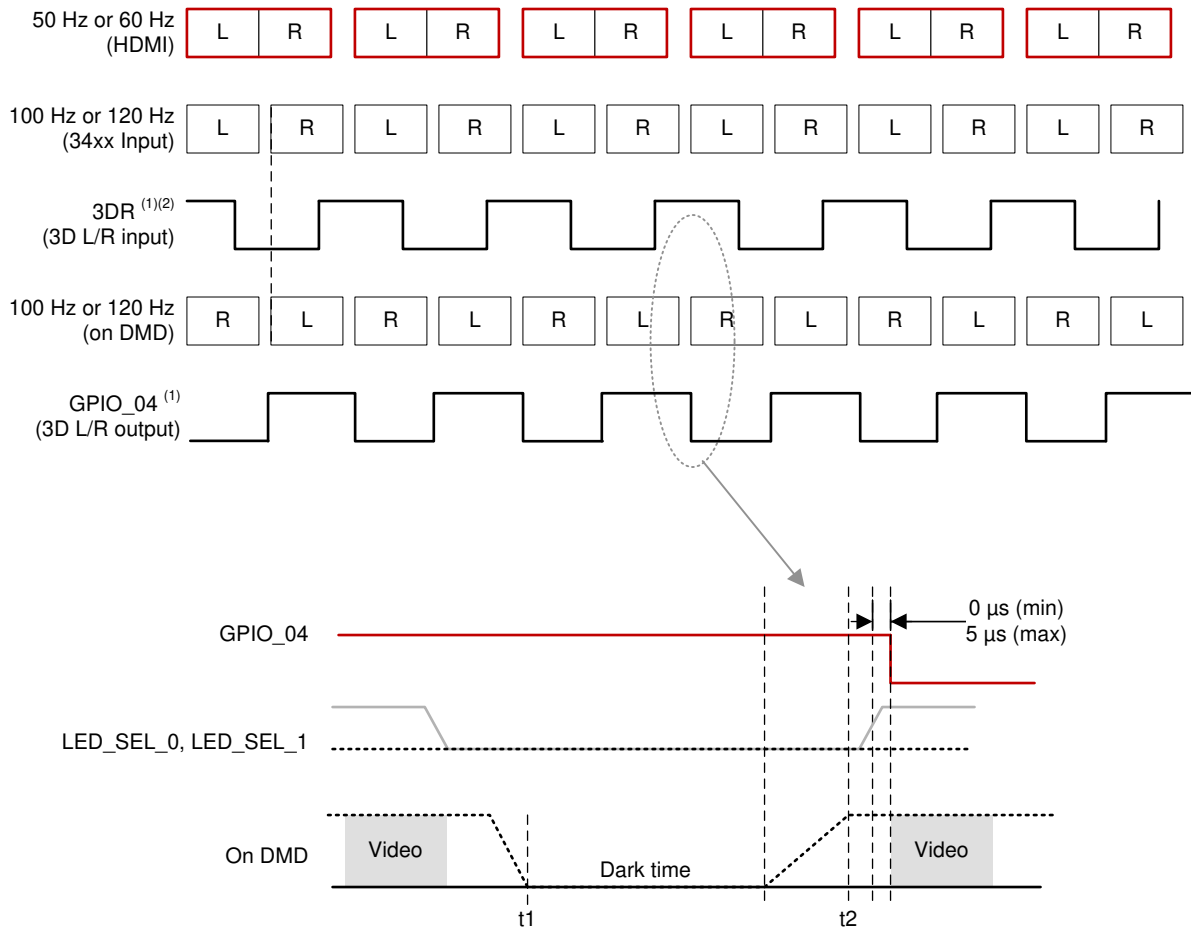 50 Hz or 60 Hz
(HDMI)
L R L R L R L R L R L R
100 Hz or 120 Hz
(34xx Input)
L R L R L R L R L R L R
3DR (1)(2)
(3D L/R input)
100 Hz or 120 Hz
(on DMD)
R L R L R L R L R L R L
GPIO_04 (1)
(3D L/R output)
0 µs (min)
5 µs (max)
GPIO_04
LED_SEL_0, LED_SEL_1
On DMD
Video
Dark time
Video
t1
t2